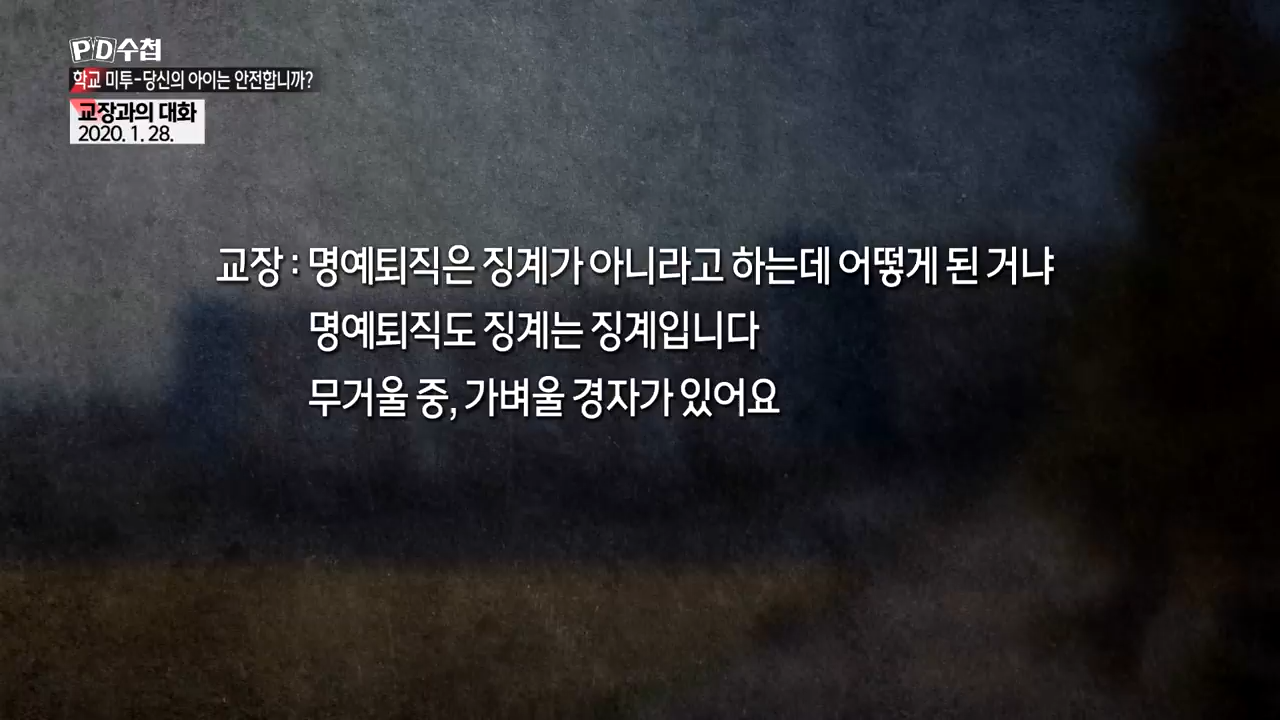 PD수첩
학교 미투-당신의 아이는 안전합니까?
교장과의 대화
2020. 1. 28.
교장 : 명예퇴직은 징계가 아니라고 하는데 어떻게 된 거냐
명예퇴직도 징계는 징계입니다
무거울 중, 가벼울 경자가 있어요